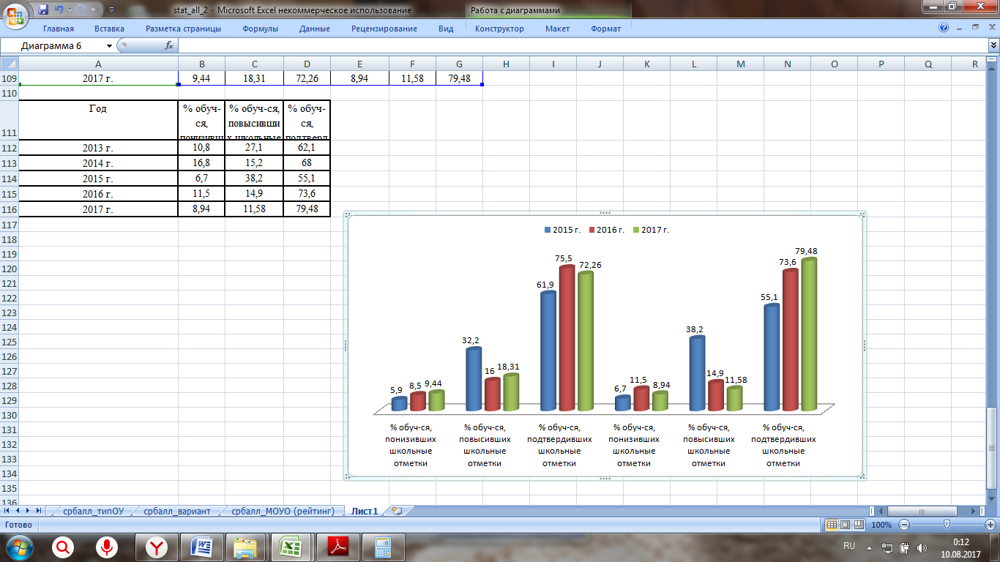 stat_all_2 - Microsoft Excel некоммерческое использование
Работа с диаграммами
Главная Вставка Разметка страницы Формулы Данные Рецензирование Вид Конструктор Макет Формат
Диаграмма 6 fx
A B C D E F G H I J K L M N O P Q R
109 2017 г. 9,44 18,31 72,26 8,94 11,58 79,48
110
111 Год % обуч- % обуч-ся, % обуч-
ся, повысивши ся,
понизивш х школьные подтверд
112 2013 г. 10,8 27,1 62,1
113 2014 г. 16,8 15,2 68
114 2015 г. 6,7 38,2 55,1
115 2016 г. 11,5 14,9 73,6
116 2017 г. 8,94 11,58 79,48
117
118
119
120
121
122
123
124
125
126
127
128
129
130
131
132
133
134
135
136
2015 г. 2016 г. 2017 г.
5,9 8,5 9,44
32,2 16 18,31
61,9 75,5 72,26
6,7 11,5 8,94
38,2 14,9 11,58
55,1 73,6 79,48
% обуч-ся,
понизивших
школьные
отметки
% обуч-ся,
повысивших
школьные
отметки
% обуч-ся,
подтвердивших
школьные
отметки
% обуч-ся,
понизивших
школьные
отметки
% обуч-ся,
повысивших
школьные
отметки
% обуч-ся,
подтвердивших
школьные
отметки
србалл_типОУ србалл_вариант србалл_МОУО (рейтинг) Лист1
Готово 100%
RU 0:12
10.08.2017